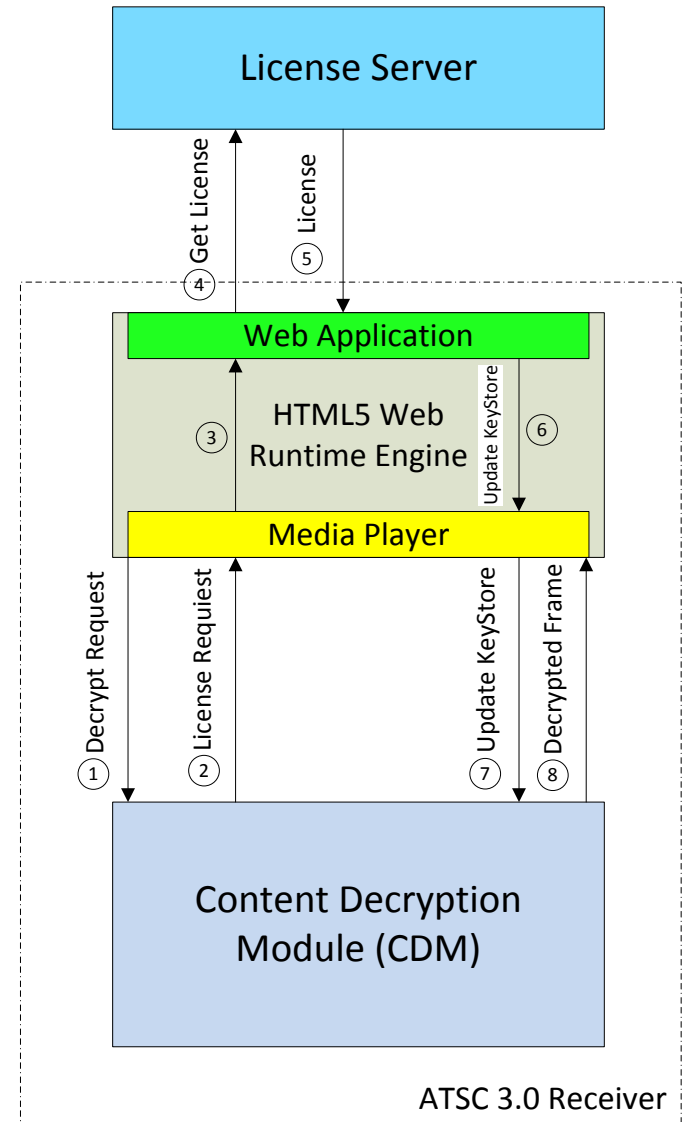 License Server
Get License
4
License
5
Web Application
HTML5 Web
Runtime Engine
3
Update KeyStore
6
Media Player
Decrypt Request
1
License Requiest
2
Update KeyStore
7
Decrypted Frame
8
Content Decryption
Module (CDM)
ATSC 3.0 Receiver